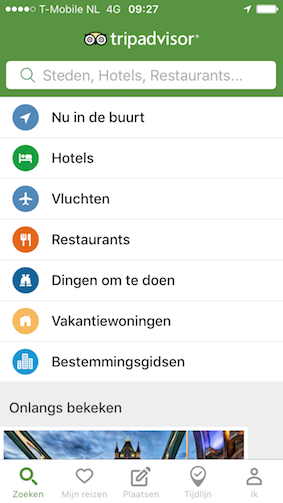 T-Mobile NL 4G 09:27
tripadvisor®
Steden, Hotels, Restaurants...
Nu in de buurt
Hotels
Vluchten
Restaurants
Dingen om te doen
Vakantiewoningen
Bestemmingsgidsen
Onlangs bekeken
Zoeken Mijn reizen Plaatsen Tijdlijn Ik